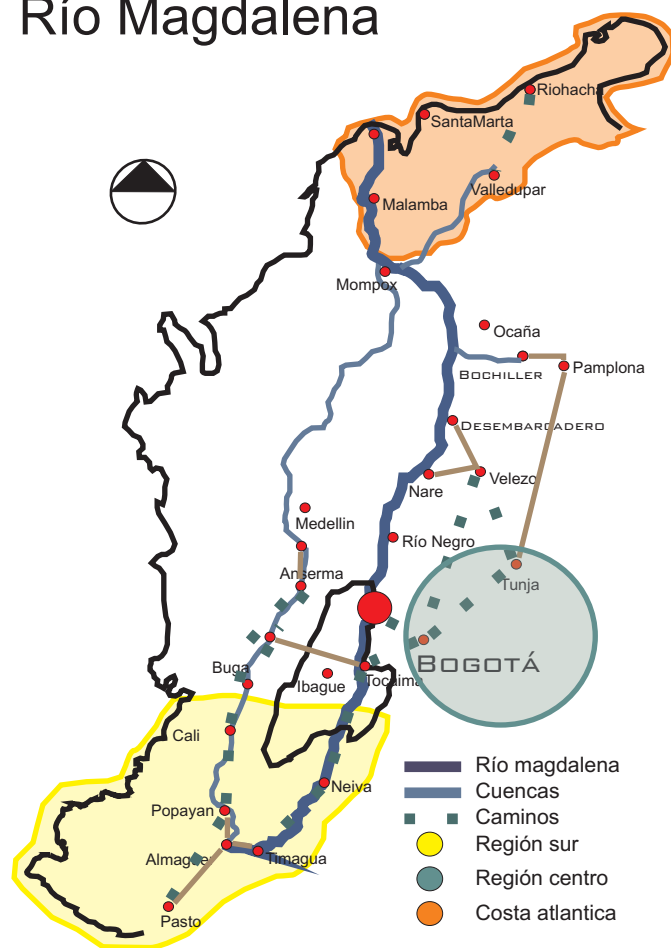 Río Magdalena
Riohacha
SantaMarta
Valledupar
Malamba
Mompox
Ocaña
Bochiller
Pamplona
Desembarcadero
Velezo
Nare
Medellin
Río Negro
Anserma
Tunja
Bogotá
Buga
Ibague
Tocaima
Cali
Neiva
Popayan
Almaguer
Timagua
Pasto
Río magdalena
Cuencas
Caminos
Región sur
Región centro
Costa atlantica